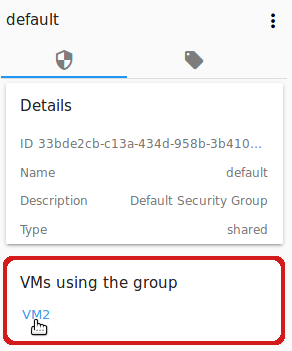 default
Details
ID 33bde2cb-c13a-434d-958b-3b410...
Name default
Description Default Security Group
Type shared
VMs using the group
VM2